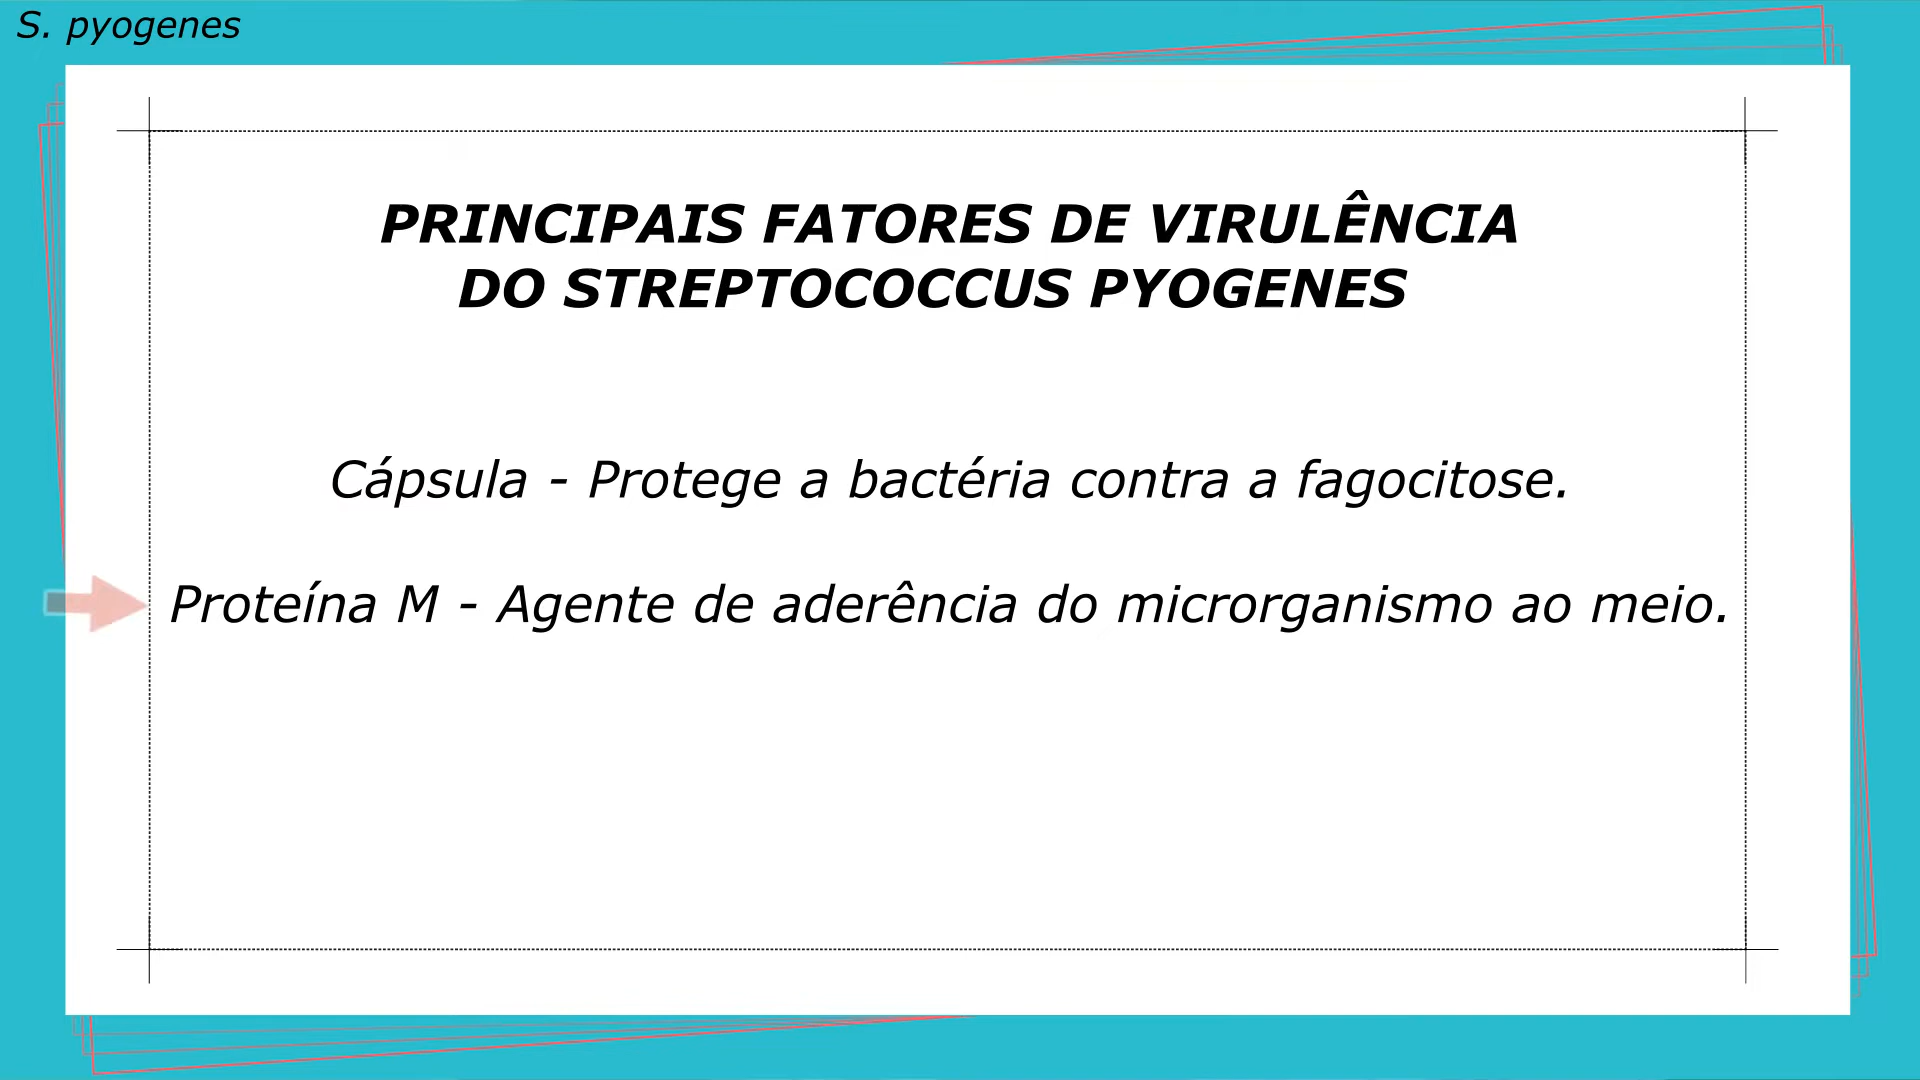 S. pyogenes
PRINCIPAIS FATORES DE VIRULÊNCIA
DO STREPTOCOCCUS PYOGENES
Cápsula - Protege a bactéria contra a fagocitose.
Proteína M - Agente de aderência do microrganismo ao meio.